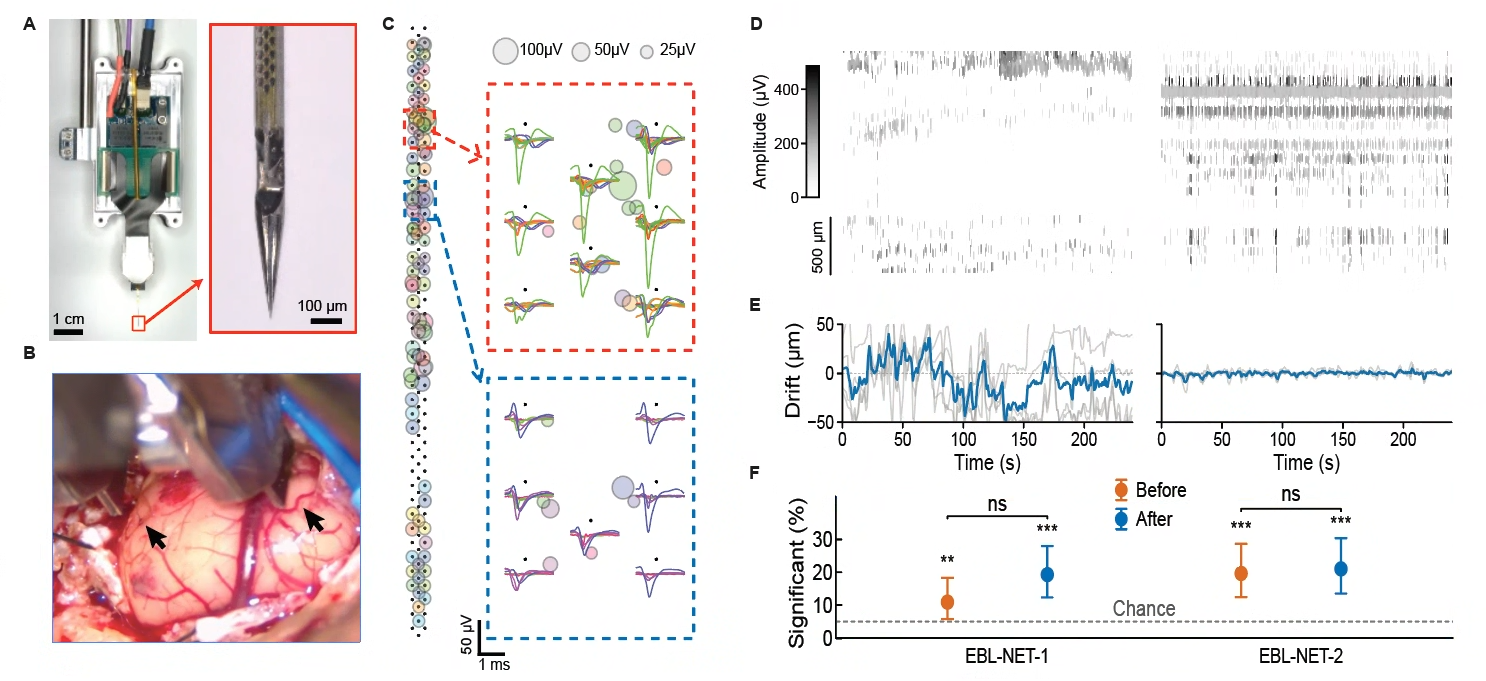 A
1 cm
100 µm
B
C
100µV 50µV 25µV
50 µV
1 ms
D
Amplitude (µV)
400
200
0
500 µm
E
Drift (µm)
50
0
−50
0 50 100 150 200
Time (s)
0 50 100 150 200
Time (s)
F
Significant (%)
30
20
10
0
Before
After
ns
ns
**
***
***
***
Chance
EBL-NET-1
EBL-NET-2